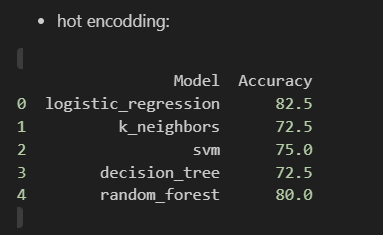 • hot encodding:
Model Accuracy
0 logistic_regression 82.5
1 k_neighbors 72.5
2 svm 75.0
3 decision_tree 72.5
4 random_forest 80.0